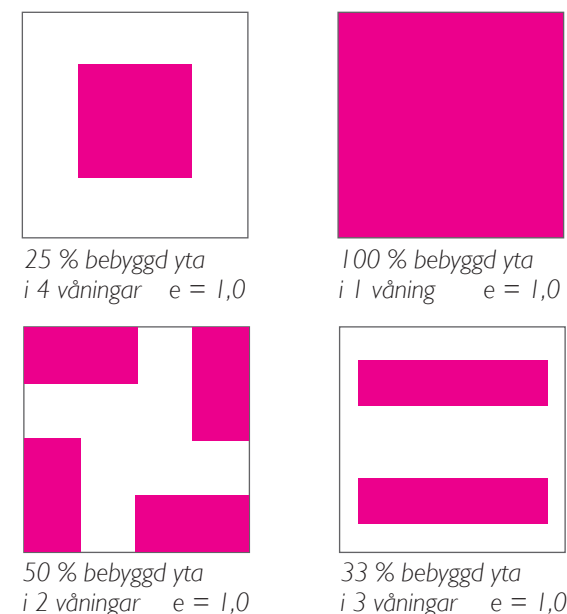 25 % bebyggd yta
i 4 våningar e = 1,0
100 % bebyggd yta
i 1 våning e = 1,0
50 % bebyggd yta
i 2 våningar e = 1,0
33 % bebyggd yta
i 3 våningar e = 1,0